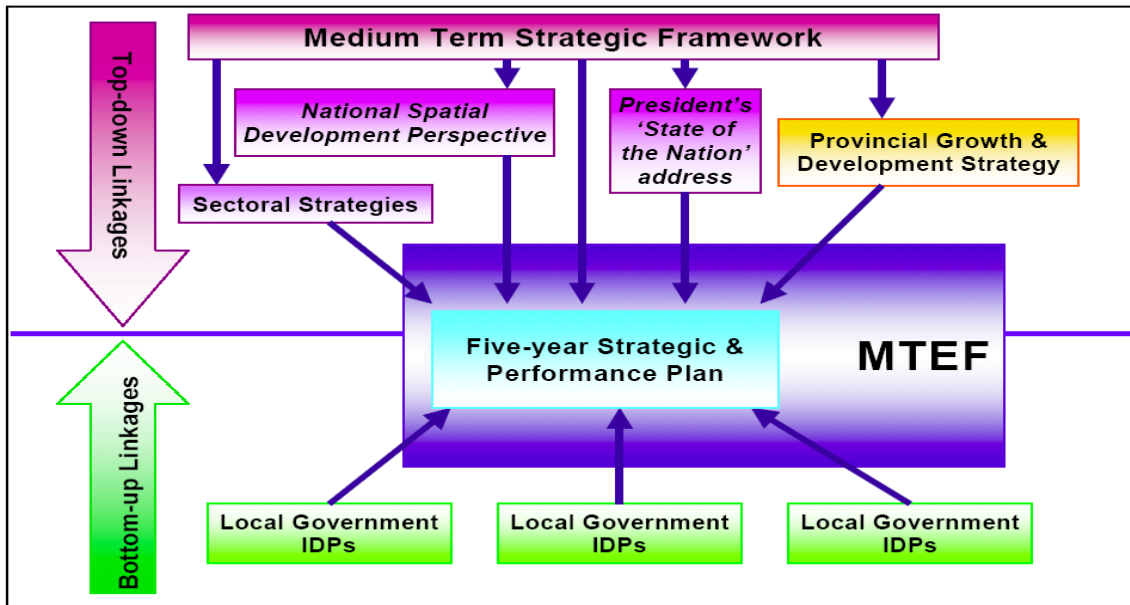 Medium Term Strategic Framework
Top-down Linkages
National Spatial
Development Perspective
President's
'State of
the Nation'
address
Provincial Growth &
Development Strategy
Sectoral Strategies
Five-year Strategic &
Performance Plan
MTEF
Bottom-up Linkages
Local Government
IDPs
Local Government
IDPs
Local Government
IDPs